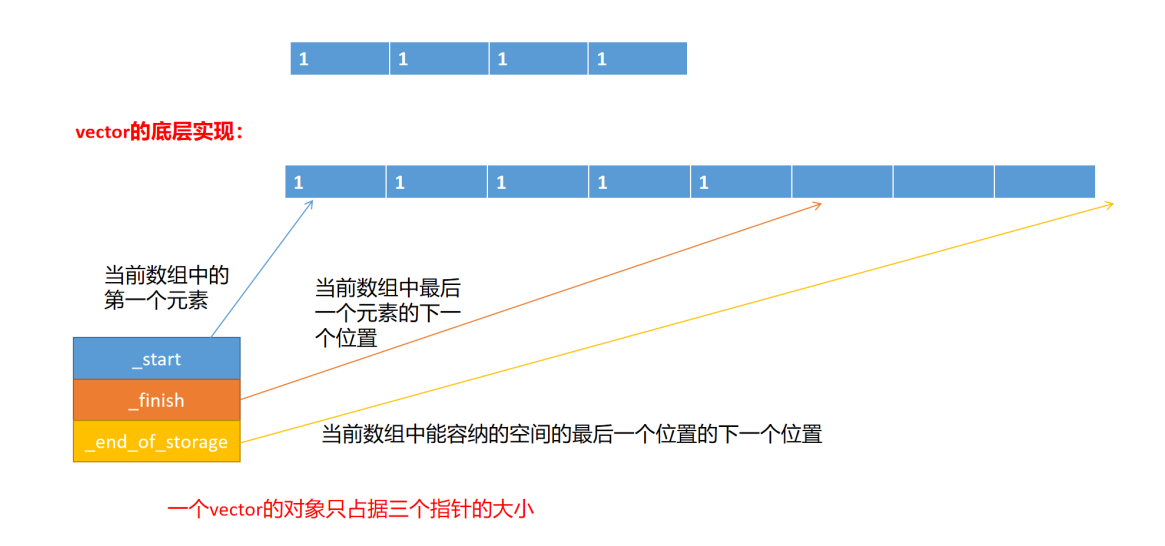 1 1 1 1
vector的底层实现：
1 1 1 1 1
当前数组中的
第一个元素
当前数组中最后
一个元素的下一
个位置
_start
_finish
_end_of_storage
当前数组中能容纳的空间的最后一个位置的下一个位置
一个vector的对象只占据三个指针的大小